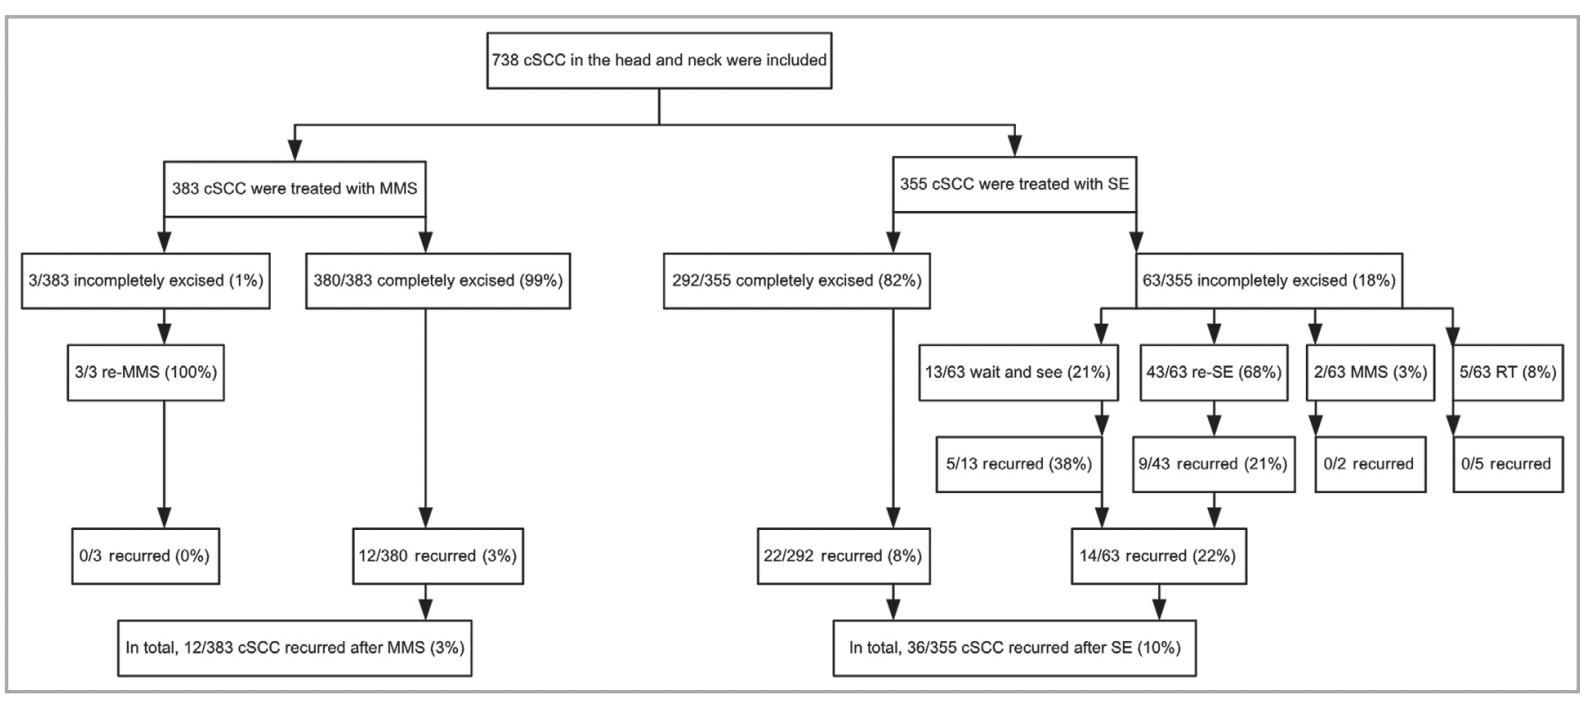 738 cSCC in the head and neck were included
383 cSCC were treated with MMS
355 cSCC were treated with SE
3/383 incompletely excised (1%)
380/383 completely excised (99%)
292/355 completely excised (82%)
63/355 incompletely excised (18%)
3/3 re-MMS (100%)
13/63 wait and see (21%)
43/63 re-SE (68%)
2/63 MMS (3%)
5/63 RT (8%)
5/13 recurred (38%)
9/43 recurred (21%)
0/2 recurred
0/5 recurred
0/3 recurred (0%)
12/380 recurred (3%)
22/292 recurred (8%)
14/63 recurred (22%)
In total, 12/383 cSCC recurred after MMS (3%)
In total, 36/355 cSCC recurred after SE (10%)